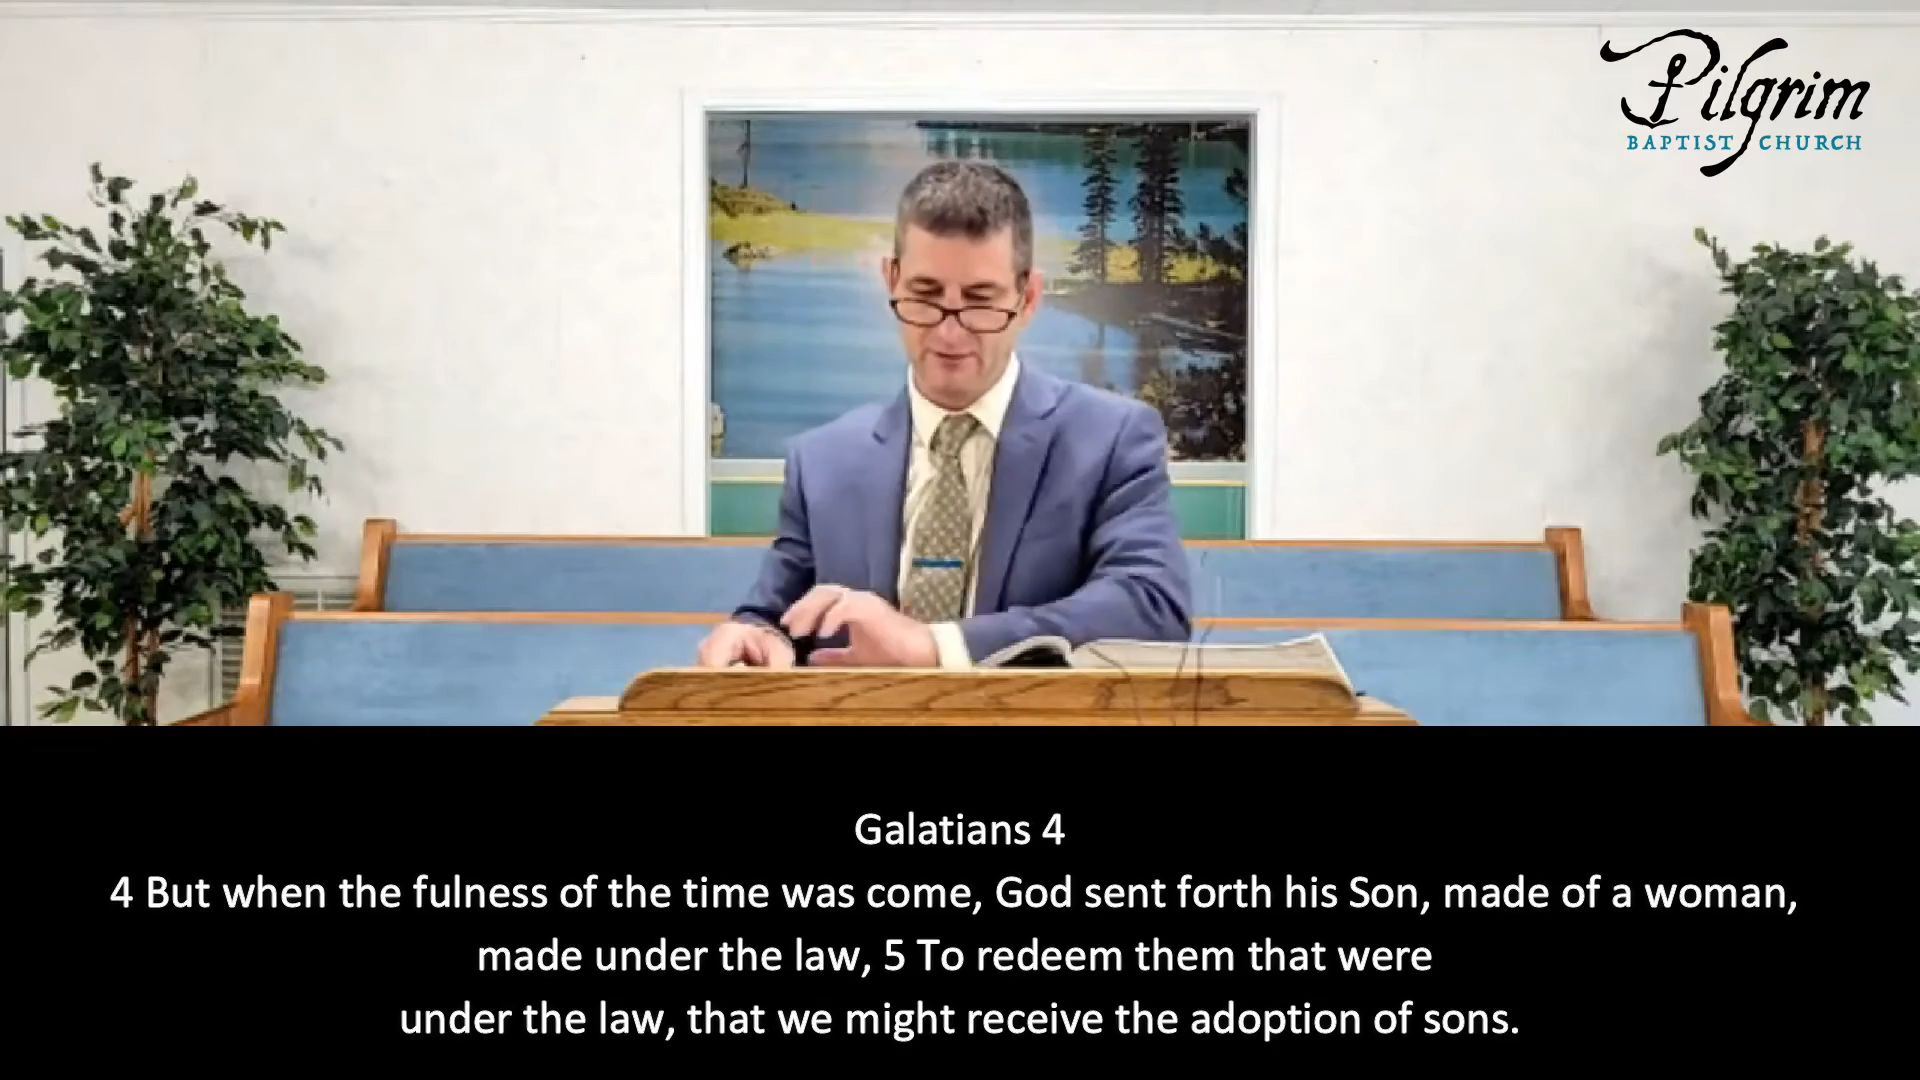 Pilgrim
BAPTIST CHURCH
Galatians 4
4 But when the fulness of the time was come, God sent forth his Son, made of a woman,
made under the law, 5 To redeem them that were
under the law, that we might receive the adoption of sons.